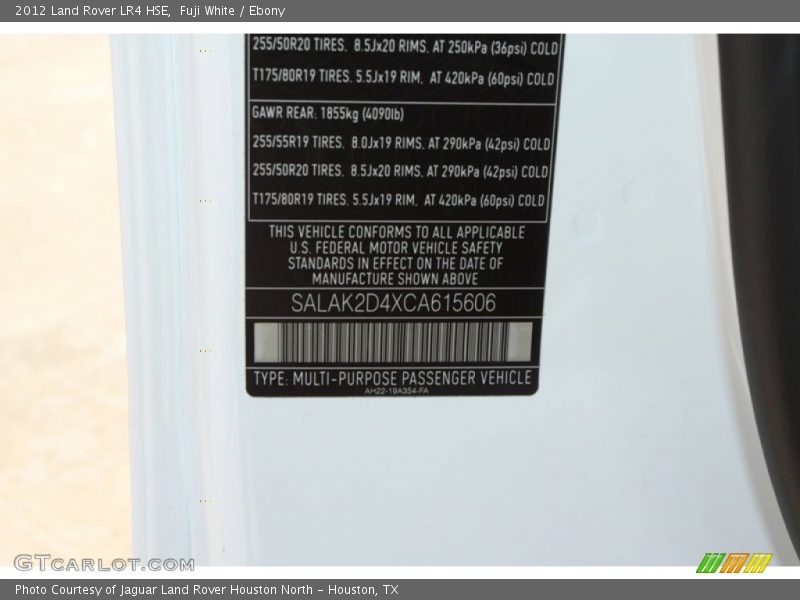 2012 Land Rover LR4 HSE,  Fuji White / Ebony
255/50R20 TIRES. 8.5Jx20 RIMS, AT 250kPa (36psi) COLD
T175/80R19 TIRES. 5.5Jx19 RIM, AT 420kPa (60psi) COLD
GAWR REAR: 1855kg (4090lb)
255/55R19 TIRES. 8.0Jx19 RIMS, AT 290kPa (42psi) COLD
255/50R20 TIRES. 8.5Jx20 RIMS, AT 290kPa (42psi) COLD
T175/80R19 TIRES. 5.5Jx19 RIM, AT 420kPa (60psi) COLD
THIS VEHICLE CONFORMS TO ALL APPLICABLE
U.S. FEDERAL MOTOR VEHICLE SAFETY
STANDARDS IN EFFECT ON THE DATE OF
MANUFACTURE SHOWN ABOVE
SALAK2D4XCA615606
TYPE: MULTI-PURPOSE PASSENGER VEHICLE
AH22-19A354-FA
GTCARLOT.COM
Photo Courtesy of Jaguar Land Rover Houston North - Houston, TX